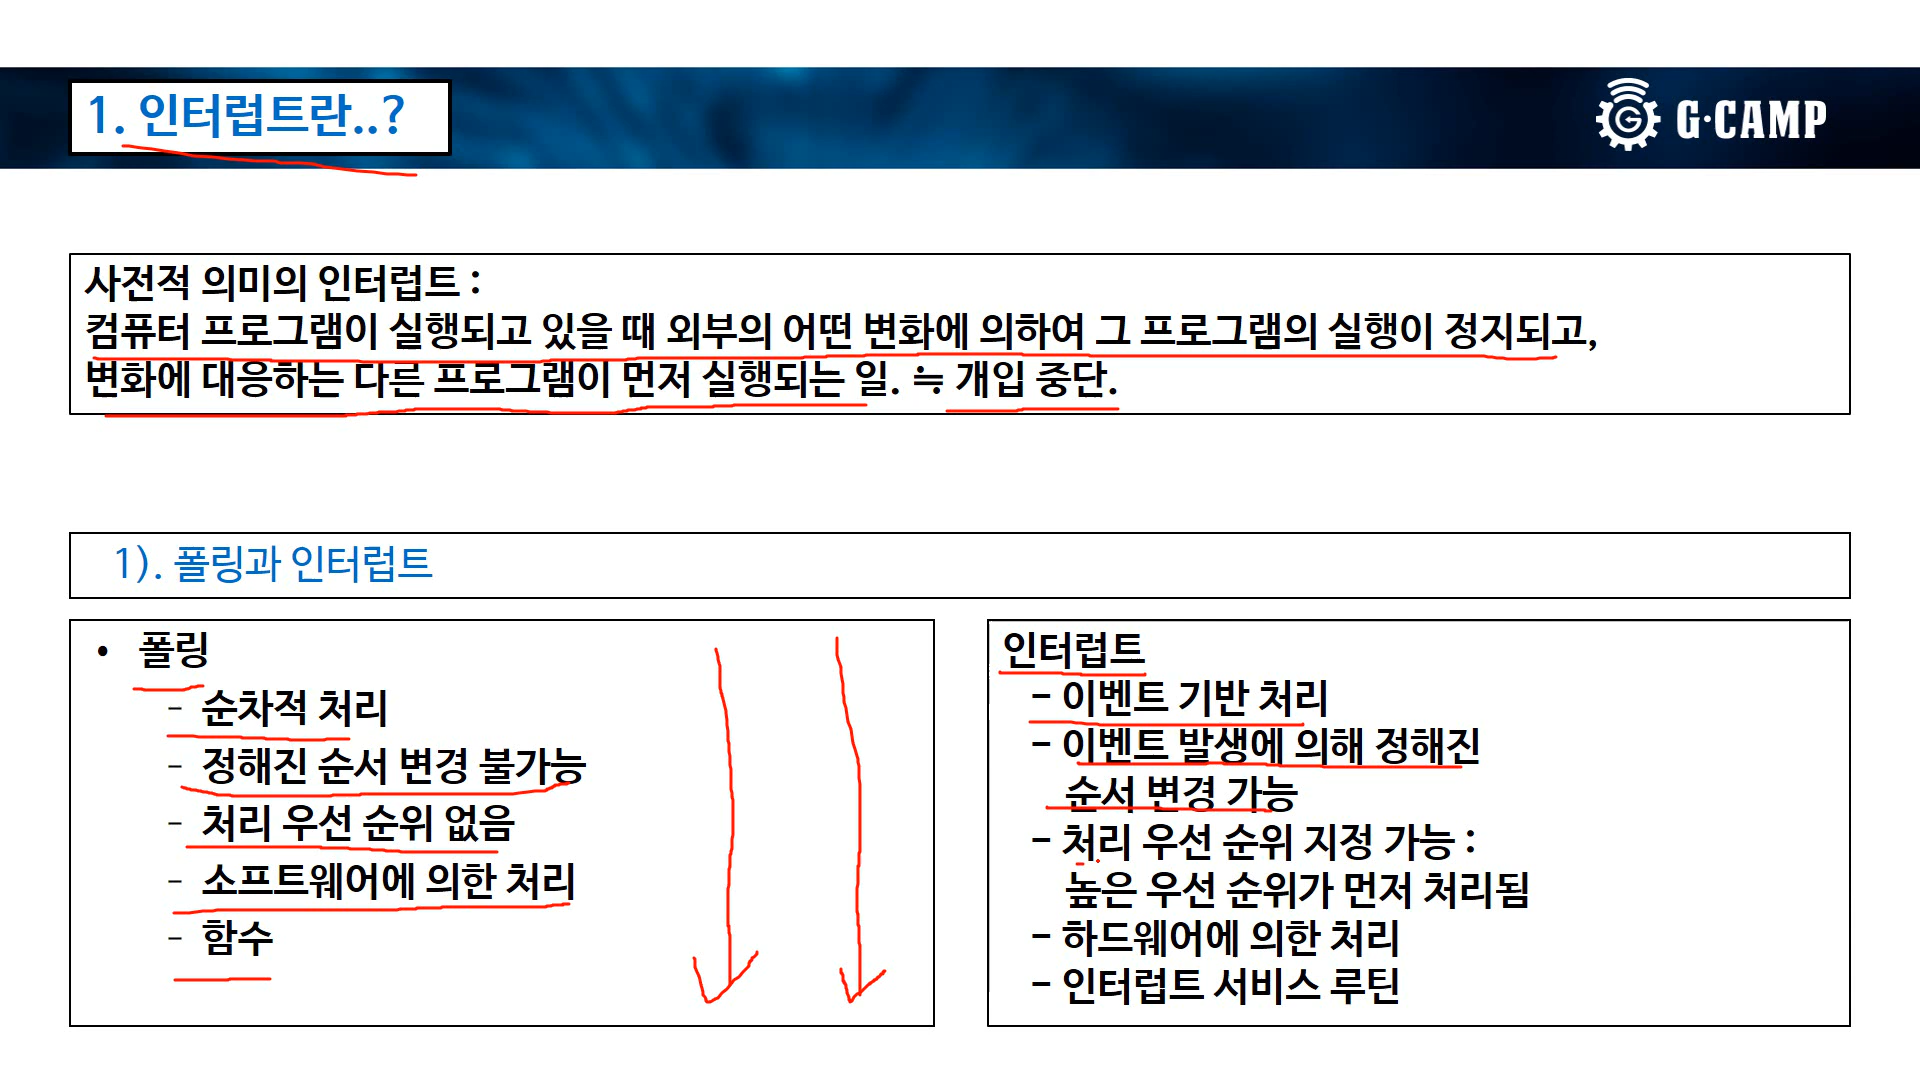 1. 인터럽트란..?
G·CAMP
사전적 의미의 인터럽트 :
컴퓨터 프로그램이 실행되고 있을 때 외부의 어떤 변화에 의하여 그 프로그램의 실행이 정지되고,
변화에 대응하는 다른 프로그램이 먼저 실행되는 일. ≒ 개입 중단.
1). 폴링과 인터럽트
• 폴링
- 순차적 처리
- 정해진 순서 변경 불가능
- 처리 우선 순위 없음
- 소프트웨어에 의한 처리
- 함수
인터럽트
- 이벤트 기반 처리
- 이벤트 발생에 의해 정해진
순서 변경 가능
- 처리 우선 순위 지정 가능 :
높은 우선 순위가 먼저 처리됨
- 하드웨어에 의한 처리
- 인터럽트 서비스 루틴